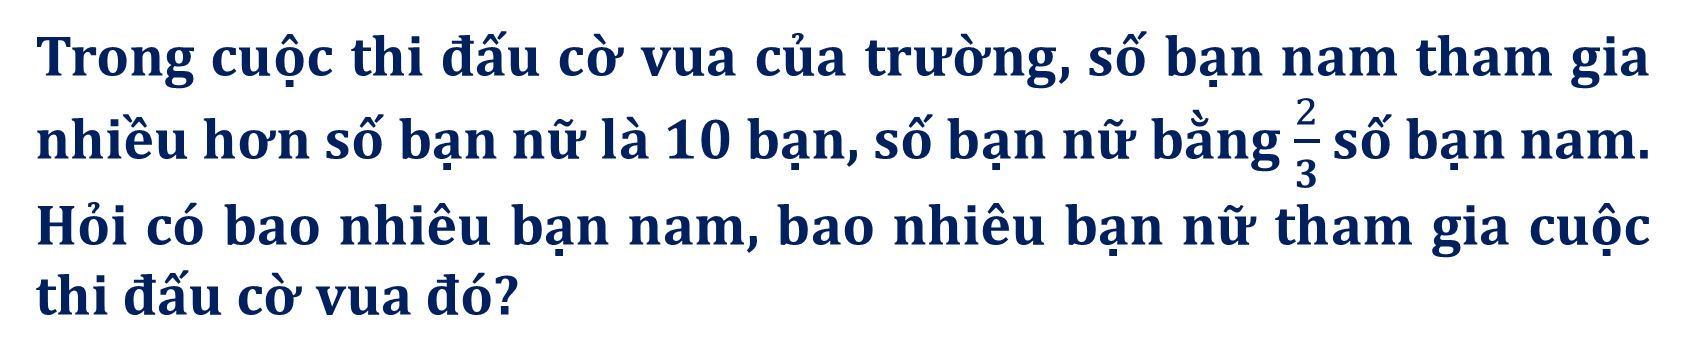 Trong cuộc thi đấu cờ vua của trường, số bạn nam tham gia
nhiều hơn số bạn nữ là 10 bạn, số bạn nữ bằng 2/3 số bạn nam.
Hỏi có bao nhiêu bạn nam, bao nhiêu bạn nữ tham gia cuộc
thi đấu cờ vua đó?